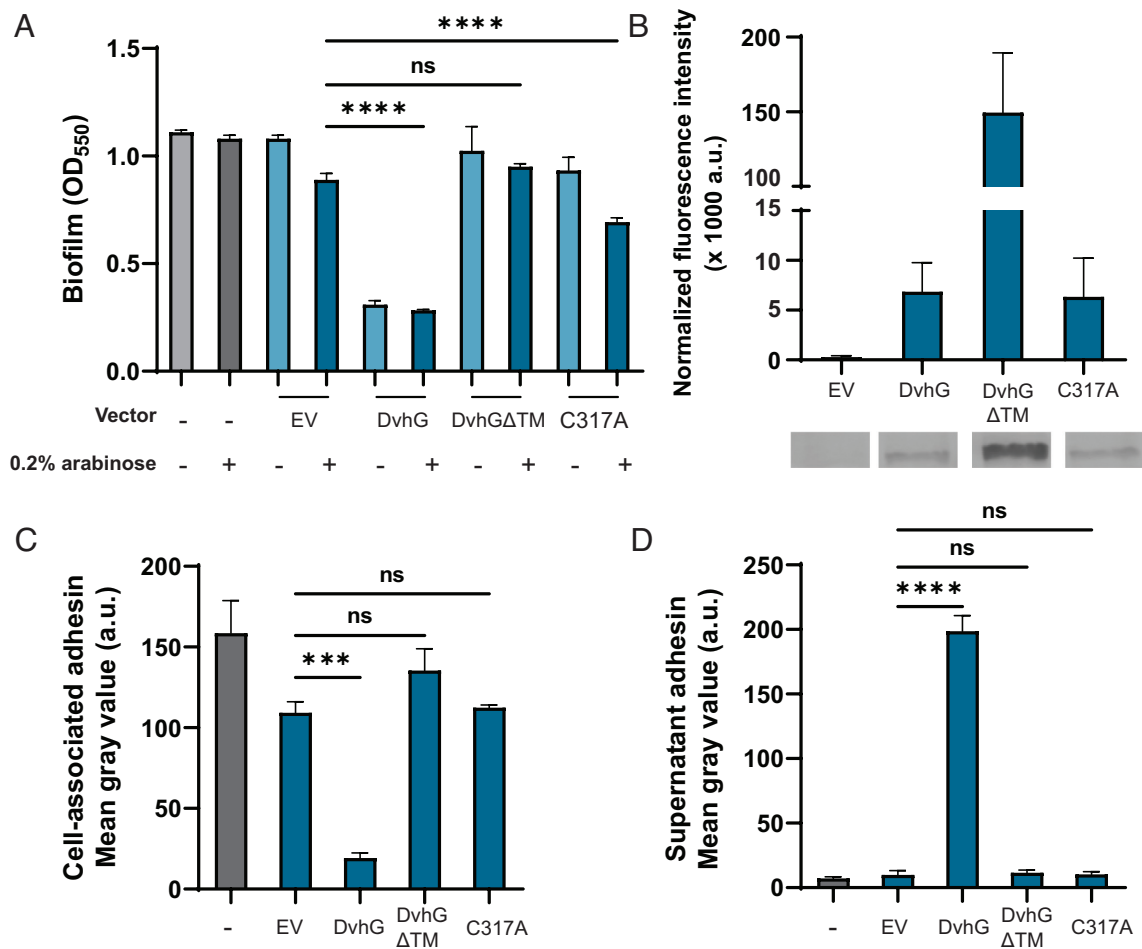 A
Biofilm (OD550)
1.5
1.0
0.5
0.0
****
ns
****
Vector
- - EV DvhG DvhGΔTM C317A
0.2% arabinose
- + - + - + - + - +
B
Normalized fluorescence intensity
(x 1000 a.u.)
200
150
100
15
10
5
0
EV DvhG DvhG C317A
ΔTM
C
Cell-associated adhesin
Mean gray value (a.u.)
200
150
100
50
0
ns
ns
***
- EV DvhG DvhG C317A
ΔTM
D
Supernatant adhesin
Mean gray value (a.u.)
250
200
150
100
50
0
ns
ns
****
- EV DvhG DvhG C317A
ΔTM